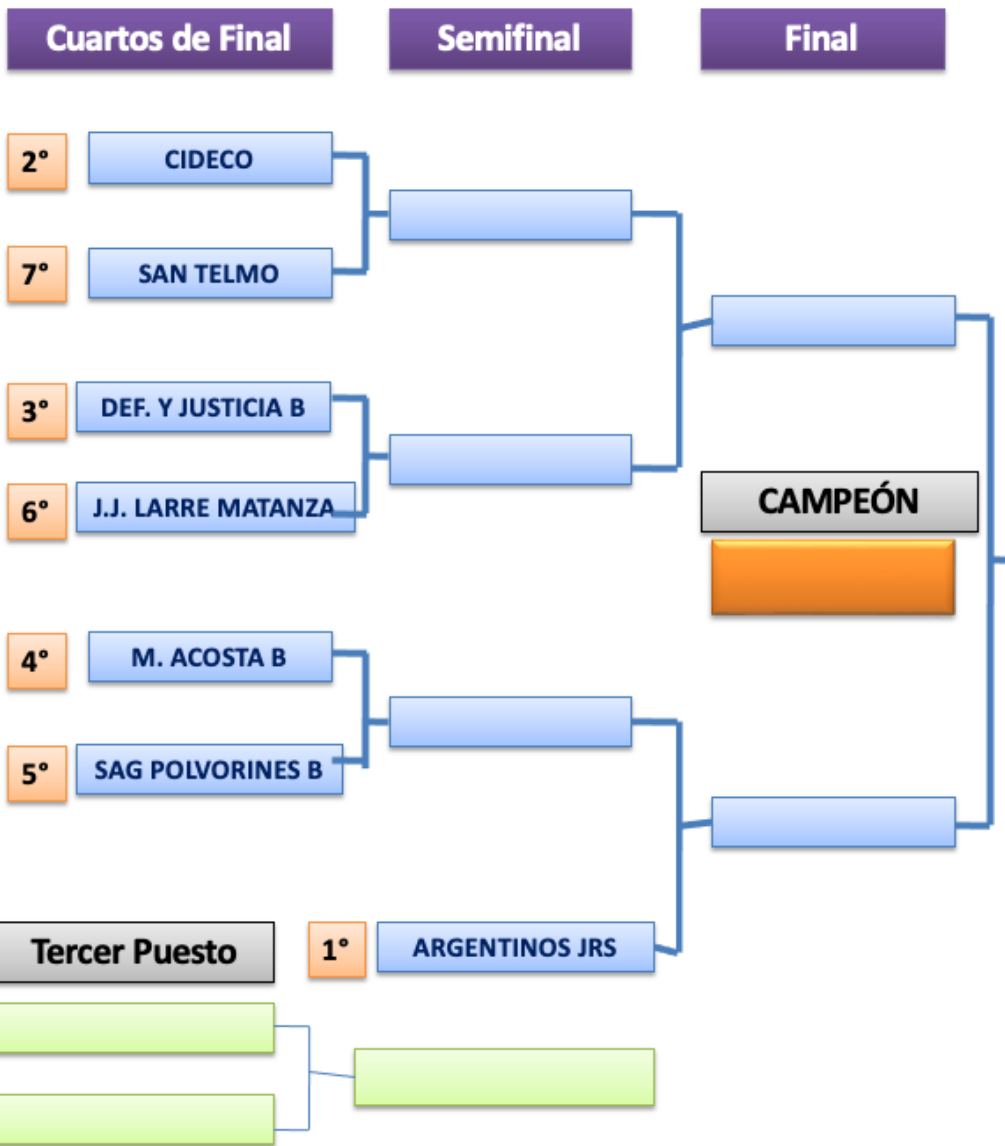 Cuartos de Final
Semifinal
Final
2°
CIDECO
7°
SAN TELMO
3°
DEF. Y JUSTICIA B
6°
J.J. LARRE MATANZA
CAMPEÓN
4°
M. ACOSTA B
5°
SAG POLVORINES B
Tercer Puesto
1°
ARGENTINOS JRS